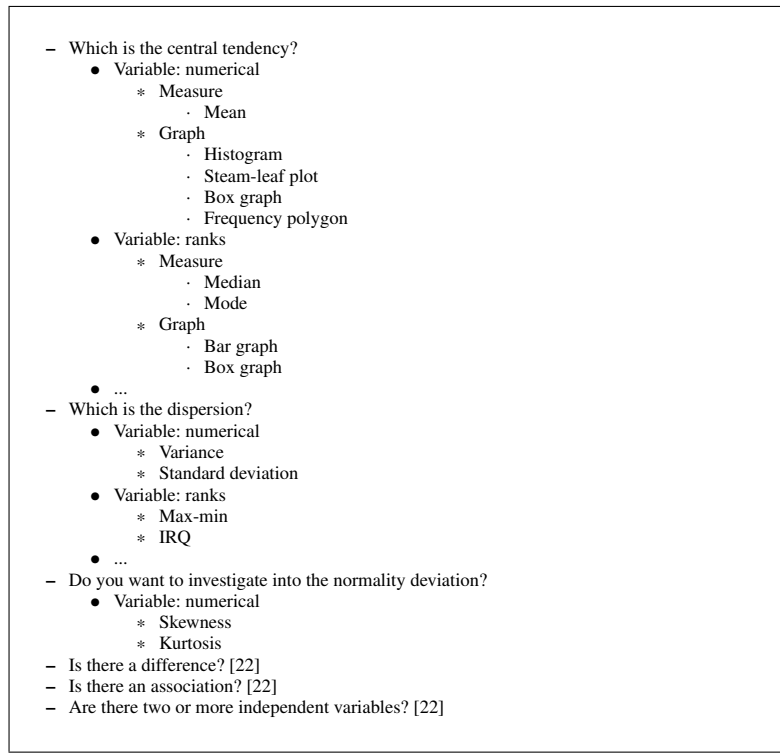 – Which is the central tendency?
• Variable: numerical
* Measure
· Mean
* Graph
· Histogram
· Steam-leaf plot
· Box graph
· Frequency polygon
• Variable: ranks
* Measure
· Median
· Mode
* Graph
· Bar graph
· Box graph
• ...
– Which is the dispersion?
• Variable: numerical
* Variance
* Standard deviation
• Variable: ranks
* Max-min
* IRQ
• ...
– Do you want to investigate into the normality deviation?
• Variable: numerical
* Skewness
* Kurtosis
– Is there a difference? [22]
– Is there an association? [22]
– Are there two or more independent variables? [22]